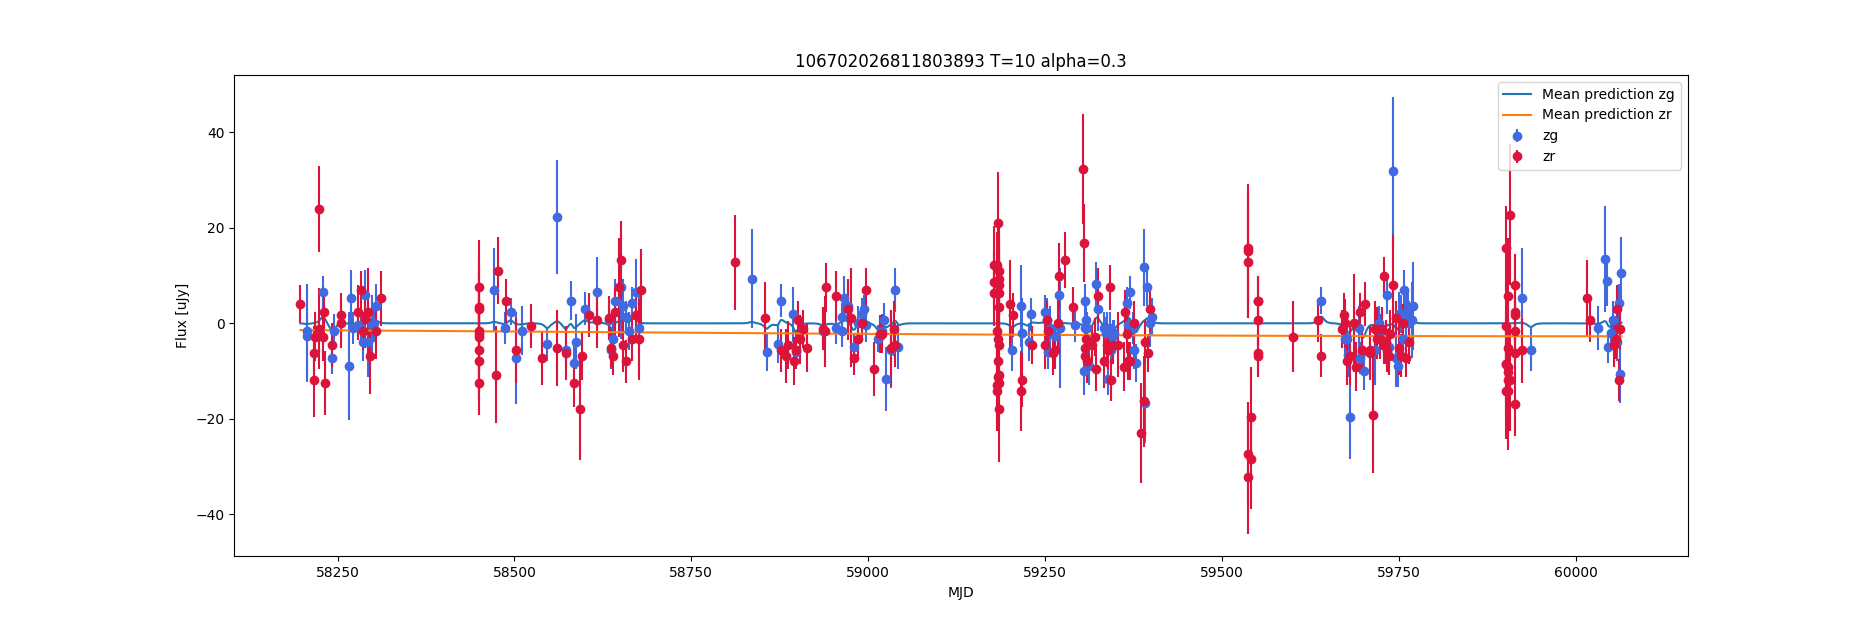 106702026811803893 T=10 alpha=0.3
Mean prediction zg
Mean prediction zr
zg
zr
Flux [uJy]
40
20
0
−20
−40
58250 58500 58750 59000 59250 59500 59750 60000
MJD